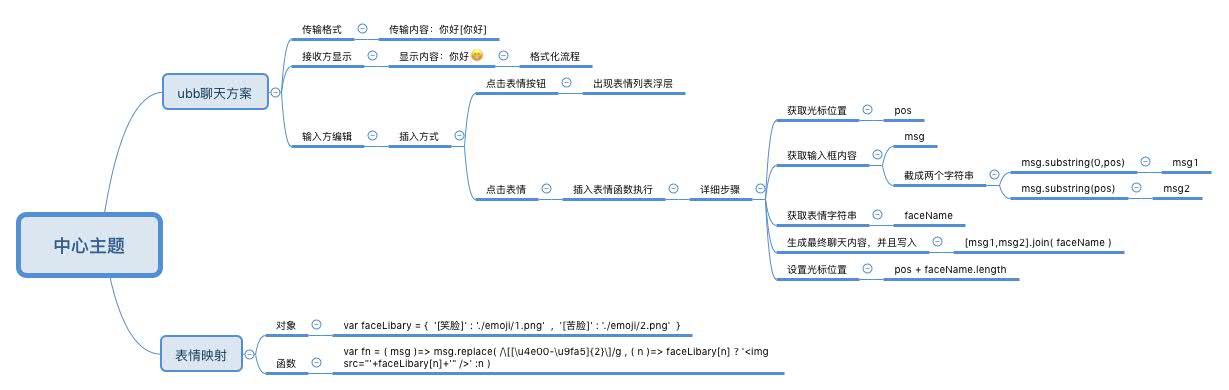 中心主题
ubb聊天方案
传输格式
传输内容：你好[你好]
接收方显示
显示内容：你好😁
格式化流程
输入方编辑
插入方式
点击表情按钮
出现表情列表浮层
点击表情
插入表情函数执行
详细步骤
获取光标位置
pos
获取输入框内容
msg
截成两个字符串
msg.substring(0,pos)
msg1
msg.substring(pos)
msg2
获取表情字符串
faceName
生成最终聊天内容，并且写入
[msg1,msg2].join( faceName )
设置光标位置
pos + faceName.length
表情映射
对象
var faceLibary = {  '[笑脸]' : './emoji/1.png'  ,  '[苦脸]' : './emoji/2.png'  }
函数
var fn = ( msg )=> msg.replace( /\[[\u4e00-\u9fa5]{2}\]/g , ( n )=> faceLibary[n] ? '<img
src="'+faceLibary[n]+'" />' :n )